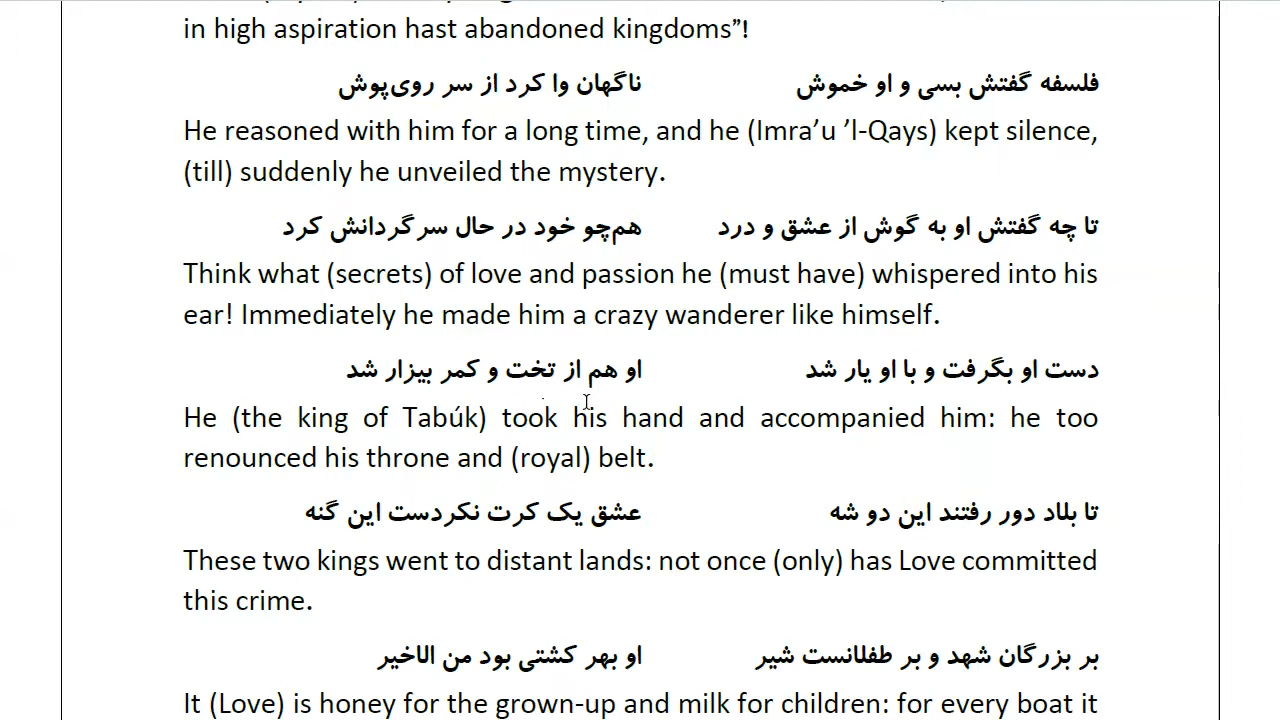 in high aspiration hast abandoned kingdoms”!
فلسفه گفتش بسی و او خموش ناگهان وا کرد از سر روی‌پوش
He reasoned with him for a long time, and he (Imra’u ’l-Qays) kept silence,
(till) suddenly he unveiled the mystery.
تا چه گفتش او به گوش از عشق و درد هم‌چو خود در حال سرگردانش کرد
Think what (secrets) of love and passion he (must have) whispered into his
ear! Immediately he made him a crazy wanderer like himself.
دست او بگرفت و با او یار شد او هم از تخت و کمر بیزار شد
He (the king of Tabúk) took his hand and accompanied him: he too
renounced his throne and (royal) belt.
تا بلاد دور رفتند این دو شه عشق یک کرت نکردست این گنه
These two kings went to distant lands: not once (only) has Love committed
this crime.
بر بزرگان شهد و بر طفلانست شیر او بهر کشتی بود من الاخیر
It (Love) is honey for the grown-up and milk for children: for every boat it